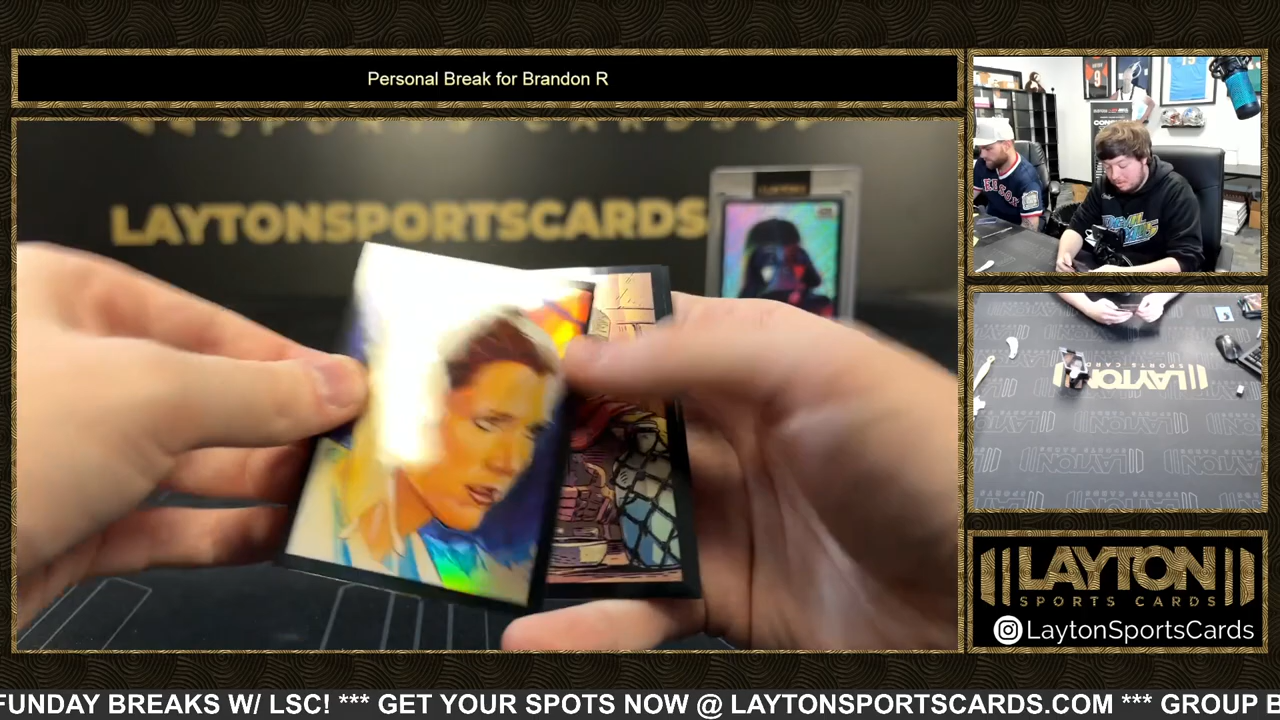 Personal Break for Brandon R
LAYTONSPORTSCARDS
LAYTON
SPORTS CARDS
LaytonSportsCards
FUNDAY BREAKS W/ LSC! *** GET YOUR SPOTS NOW @ LAYTONSPORTSCARDS.COM *** GROUP B